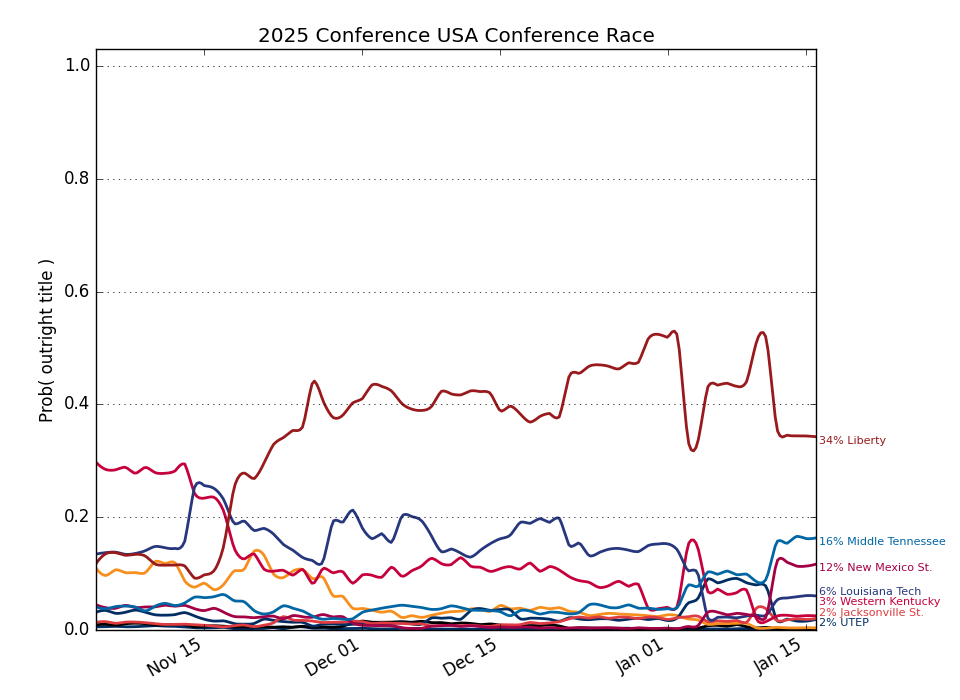 2025 Conference USA Conference Race
Prob( outright title )
1.0
0.8
0.6
0.4
0.2
0.0
34% Liberty
16% Middle Tennessee
12% New Mexico St.
6% Louisiana Tech
3% Western Kentucky
2% Jacksonville St.
2% UTEP
Nov 15
Dec 01
Dec 15
Jan 01
Jan 15